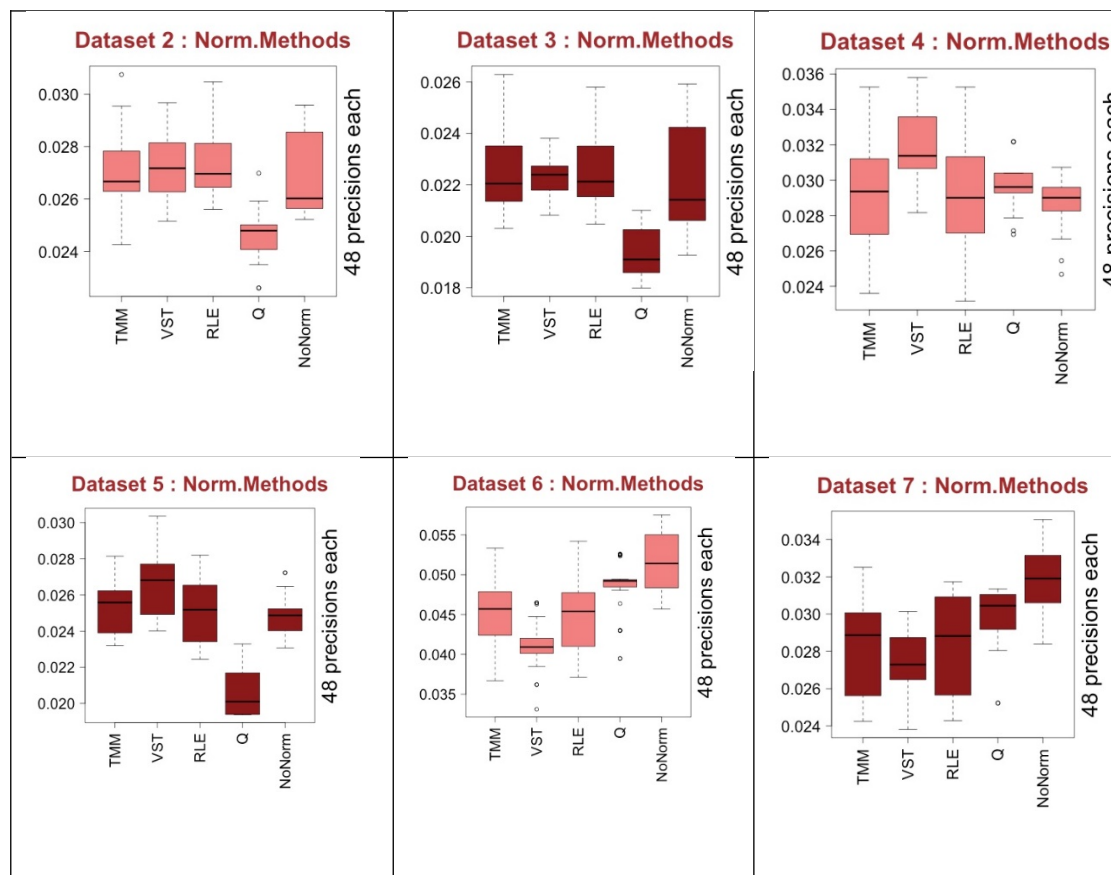 Dataset 2 : Norm.Methods
0.030
0.028
0.026
0.024
TMM
VST
RLE
Q
NoNorm
48 precisions each
Dataset 3 : Norm.Methods
0.026
0.024
0.022
0.020
0.018
TMM
VST
RLE
Q
NoNorm
48 precisions each
Dataset 4 : Norm.Methods
0.036
0.034
0.032
0.030
0.028
0.026
0.024
TMM
VST
RLE
Q
NoNorm
48 precisions each
Dataset 5 : Norm.Methods
0.030
0.028
0.026
0.024
0.022
0.020
TMM
VST
RLE
Q
NoNorm
48 precisions each
Dataset 6 : Norm.Methods
0.055
0.050
0.045
0.040
0.035
TMM
VST
RLE
Q
NoNorm
48 precisions each
Dataset 7 : Norm.Methods
0.034
0.032
0.030
0.028
0.026
0.024
TMM
VST
RLE
Q
NoNorm
48 precisions each